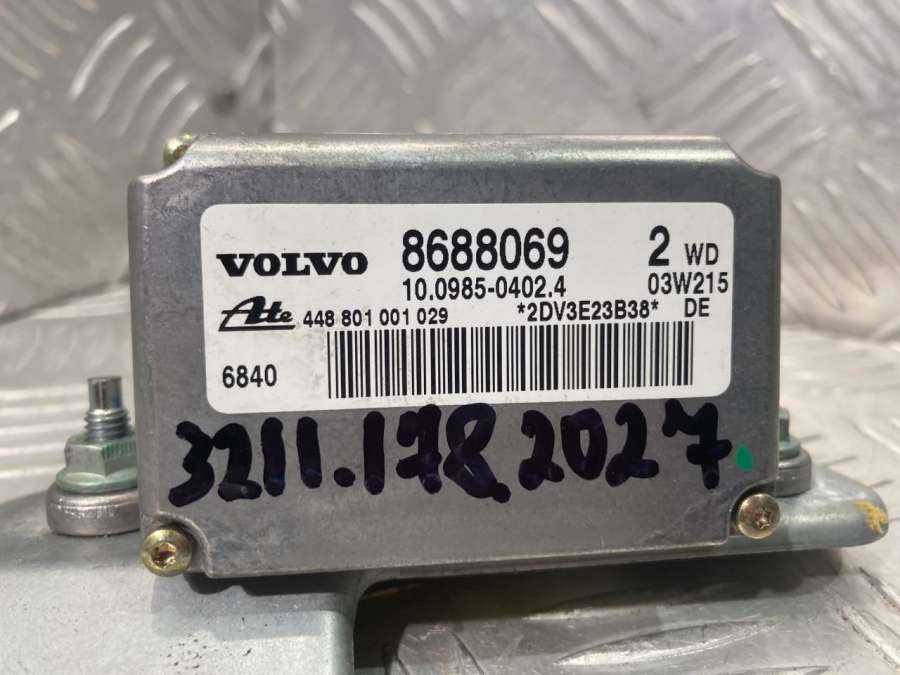 VOLVO 8688069 2 WD
10.0985-0402.4 03W215
Ate 448 801 001 029 *2DV3E23B38* DE
6840
3211.178 2027.